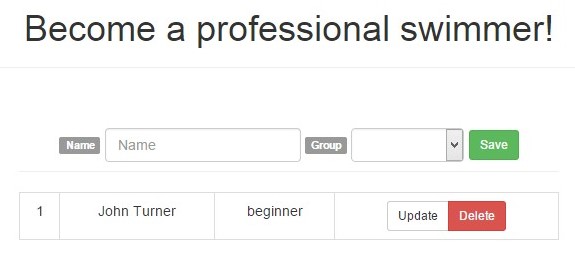 Become a professional swimmer!
Name Name Group Save
1 John Turner beginner Update Delete